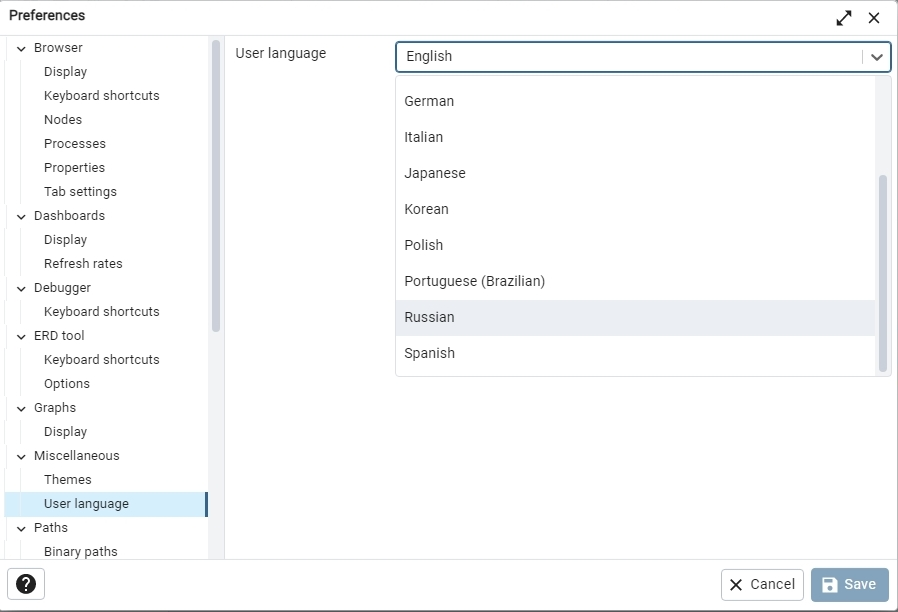 Preferences
Browser
Display
Keyboard shortcuts
Nodes
Processes
Properties
Tab settings
Dashboards
Display
Refresh rates
Debugger
Keyboard shortcuts
ERD tool
Keyboard shortcuts
Options
Graphs
Display
Miscellaneous
Themes
User language
Paths
Binary paths
User language
English
German
Italian
Japanese
Korean
Polish
Portuguese (Brazilian)
Russian
Spanish
?
Cancel
Save